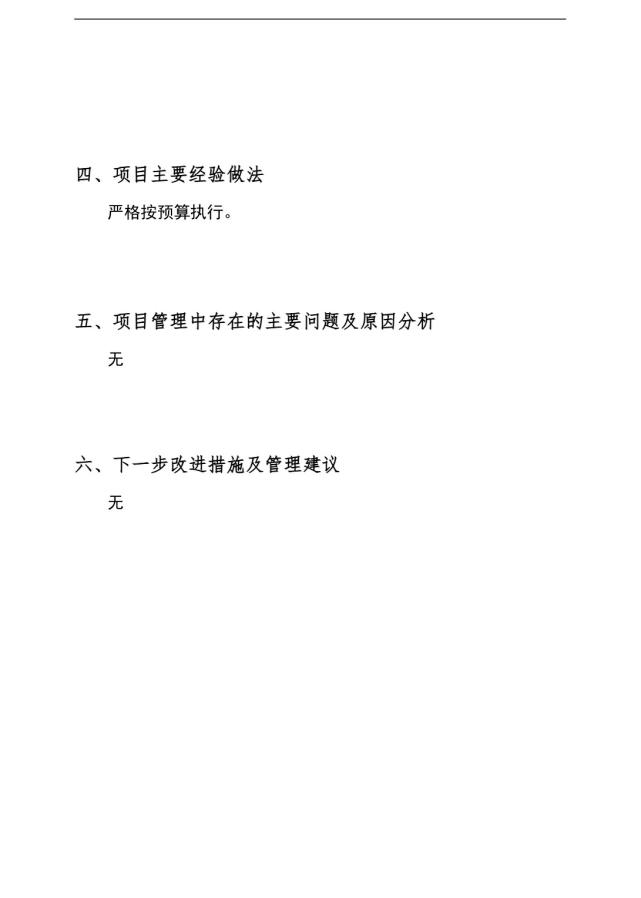 四、项目主要经验做法
严格按预算执行。
五、项目管理中存在的主要问题及原因分析
无
六、下一步改进措施及管理建议
无